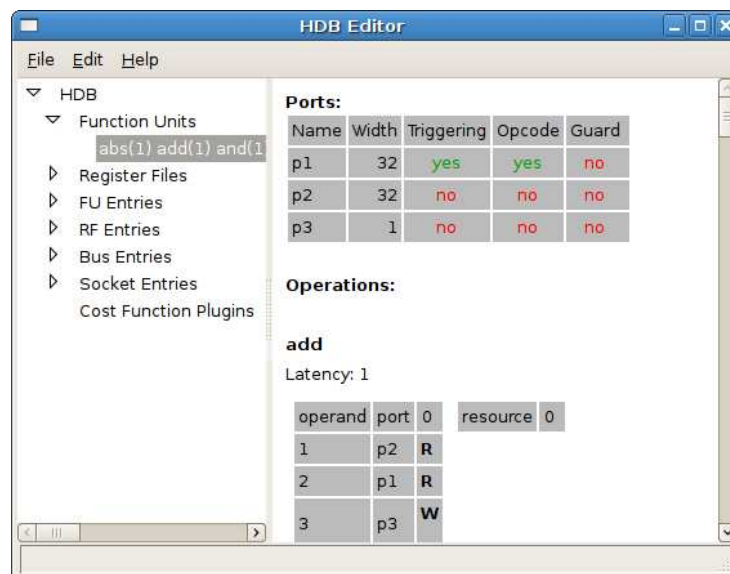 HDB Editor
File Edit Help
HDB
Function Units
abs(1) add(1) and(1
Register Files
FU Entries
RF Entries
Bus Entries
Socket Entries
Cost Function Plugins
Ports:
Name Width Triggering Opcode Guard
p1 32 yes yes no
p2 32 no no no
p3 1 no no no
Operations:
add
Latency: 1
operand port 0 resource 0
1 p2 R
2 p1 R
3 p3 W